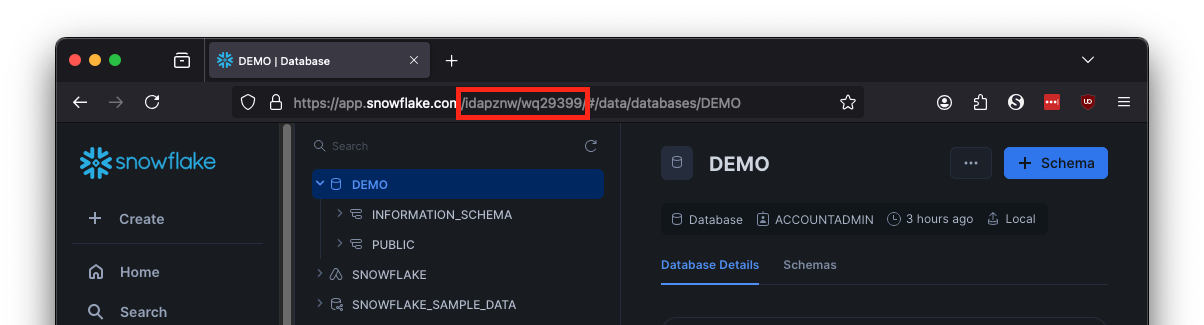 DEMO | Database
https://app.snowflake.com/idapznw/wq29399/#/data/databases/DEMO
snowflake
Create
Home
Search
Search
DEMO
INFORMATION_SCHEMA
PUBLIC
SNOWFLAKE
SNOWFLAKE_SAMPLE_DATA
DEMO
... + Schema
Database ACCOUNTADMIN 3 hours ago Local
Database Details Schemas